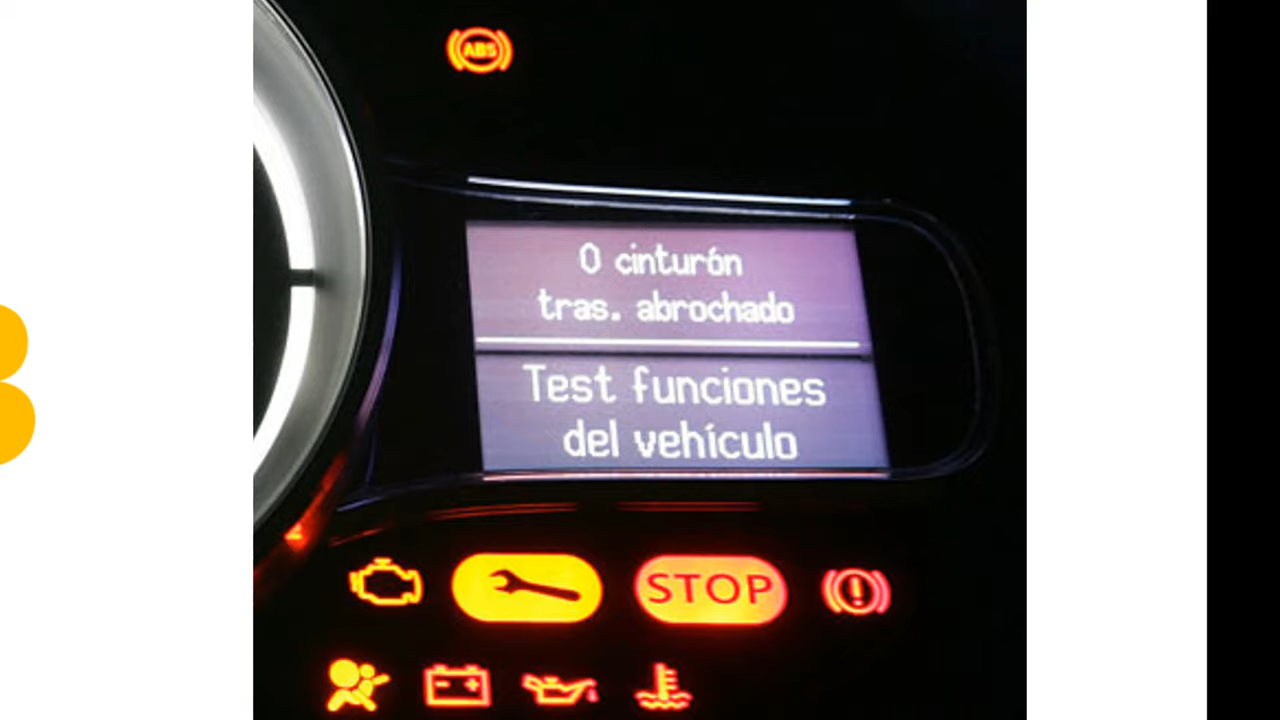 ABS
0 cinturón
tras. abrochado
Test funciones
del vehículo
STOP